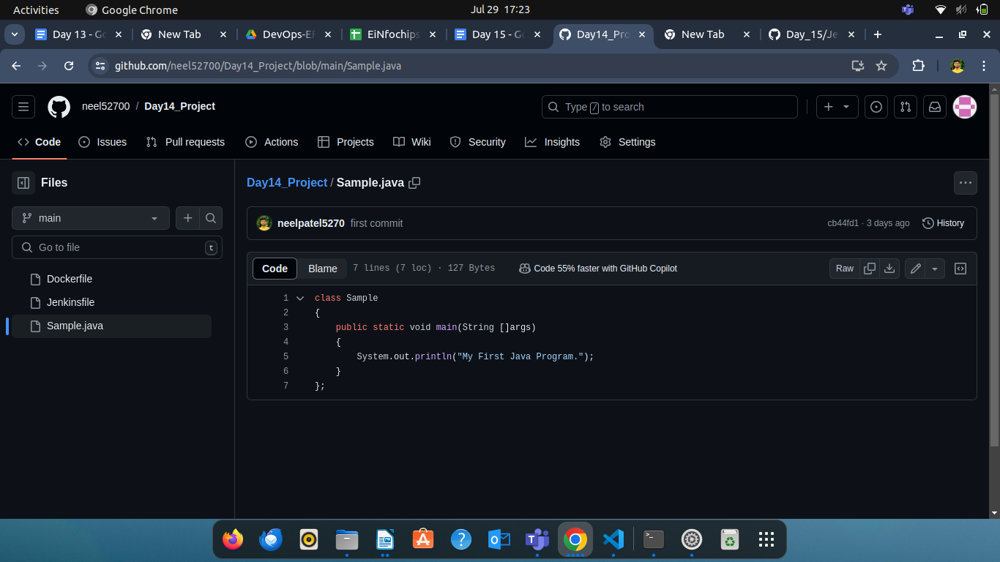 Activities
Google Chrome
Jul 29 17:23
Day 13 - Go
New Tab
DevOps-EI
EiNfochips
Day 15 - Go
Day14_Pro
New Tab
Day_15/Je
github.com/neel52700/Day14_Project/blob/main/Sample.java
neel52700 / Day14_Project
Type / to search
Code
Issues
Pull requests
Actions
Projects
Wiki
Security
Insights
Settings
Files
main
Go to file
t
Dockerfile
Jenkinsfile
Sample.java
Day14_Project / Sample.java
neelpatel5270 first commit
cb44fd1 · 3 days ago
History
Code
Blame
7 lines (7 loc) · 127 Bytes
Code 55% faster with GitHub Copilot
Raw
1 class Sample
2 {
3     public static void main(String []args)
4     {
5         System.out.println("My First Java Program.");
6     }
7 };